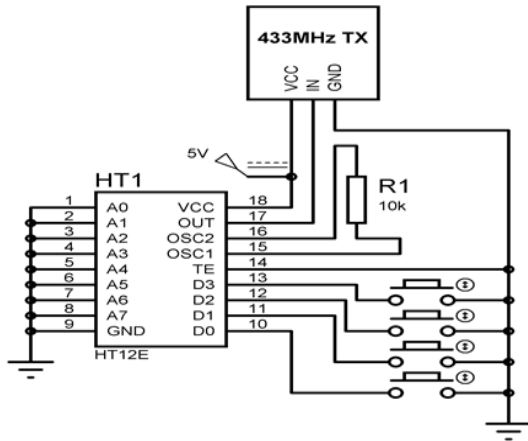 433MHz TX
VCC
IN
GND
5V
HT1
R1
10k
1 A0 VCC 18
2 A1 OUT 17
3 A2 OSC2 16
4 A3 OSC1 15
5 A4 TE 14
6 A5 D3 13
7 A6 D2 12
8 A7 D1 11
9 GND D0 10
HT12E